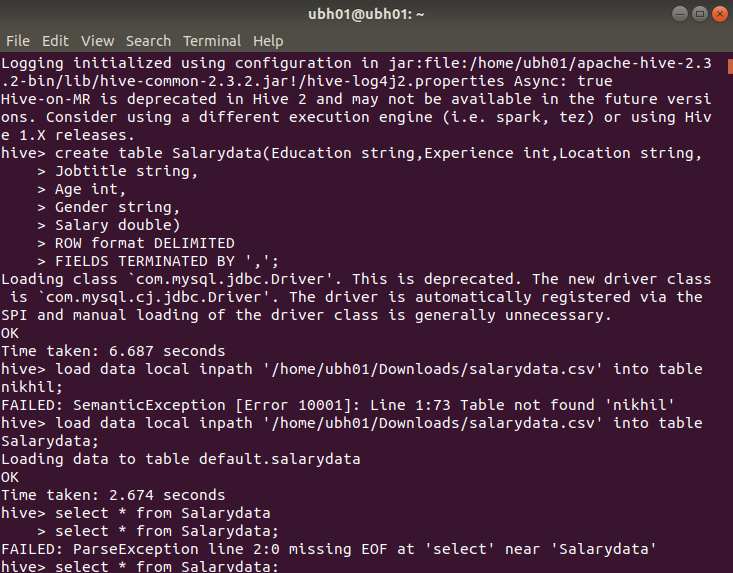 ubh01@ubh01: ~
File Edit View Search Terminal Help
Logging initialized using configuration in jar:file:/home/ubh01/apache-hive-2.3
.2-bin/lib/hive-common-2.3.2.jar!/hive-log4j2.properties Async: true
Hive-on-MR is deprecated in Hive 2 and may not be available in the future versi
ons. Consider using a different execution engine (i.e. spark, tez) or using Hiv
e 1.X releases.
hive> create table Salarydata(Education string,Experience int,Location string,
    > Jobtitle string,
    > Age int,
    > Gender string,
    > Salary double)
    > ROW format DELIMITED
    > FIELDS TERMINATED BY ',';
Loading class `com.mysql.jdbc.Driver'. This is deprecated. The new driver class
 is `com.mysql.cj.jdbc.Driver'. The driver is automatically registered via the
SPI and manual loading of the driver class is generally unnecessary.
OK
Time taken: 6.687 seconds
hive> load data local inpath '/home/ubh01/Downloads/salarydata.csv' into table
nikhil;
FAILED: SemanticException [Error 10001]: Line 1:73 Table not found 'nikhil'
hive> load data local inpath '/home/ubh01/Downloads/salarydata.csv' into table
Salarydata;
Loading data to table default.salarydata
OK
Time taken: 2.674 seconds
hive> select * from Salarydata
    > select * from Salarydata;
FAILED: ParseException line 2:0 missing EOF at 'select' near 'Salarydata'
hive> select * from Salarydata;